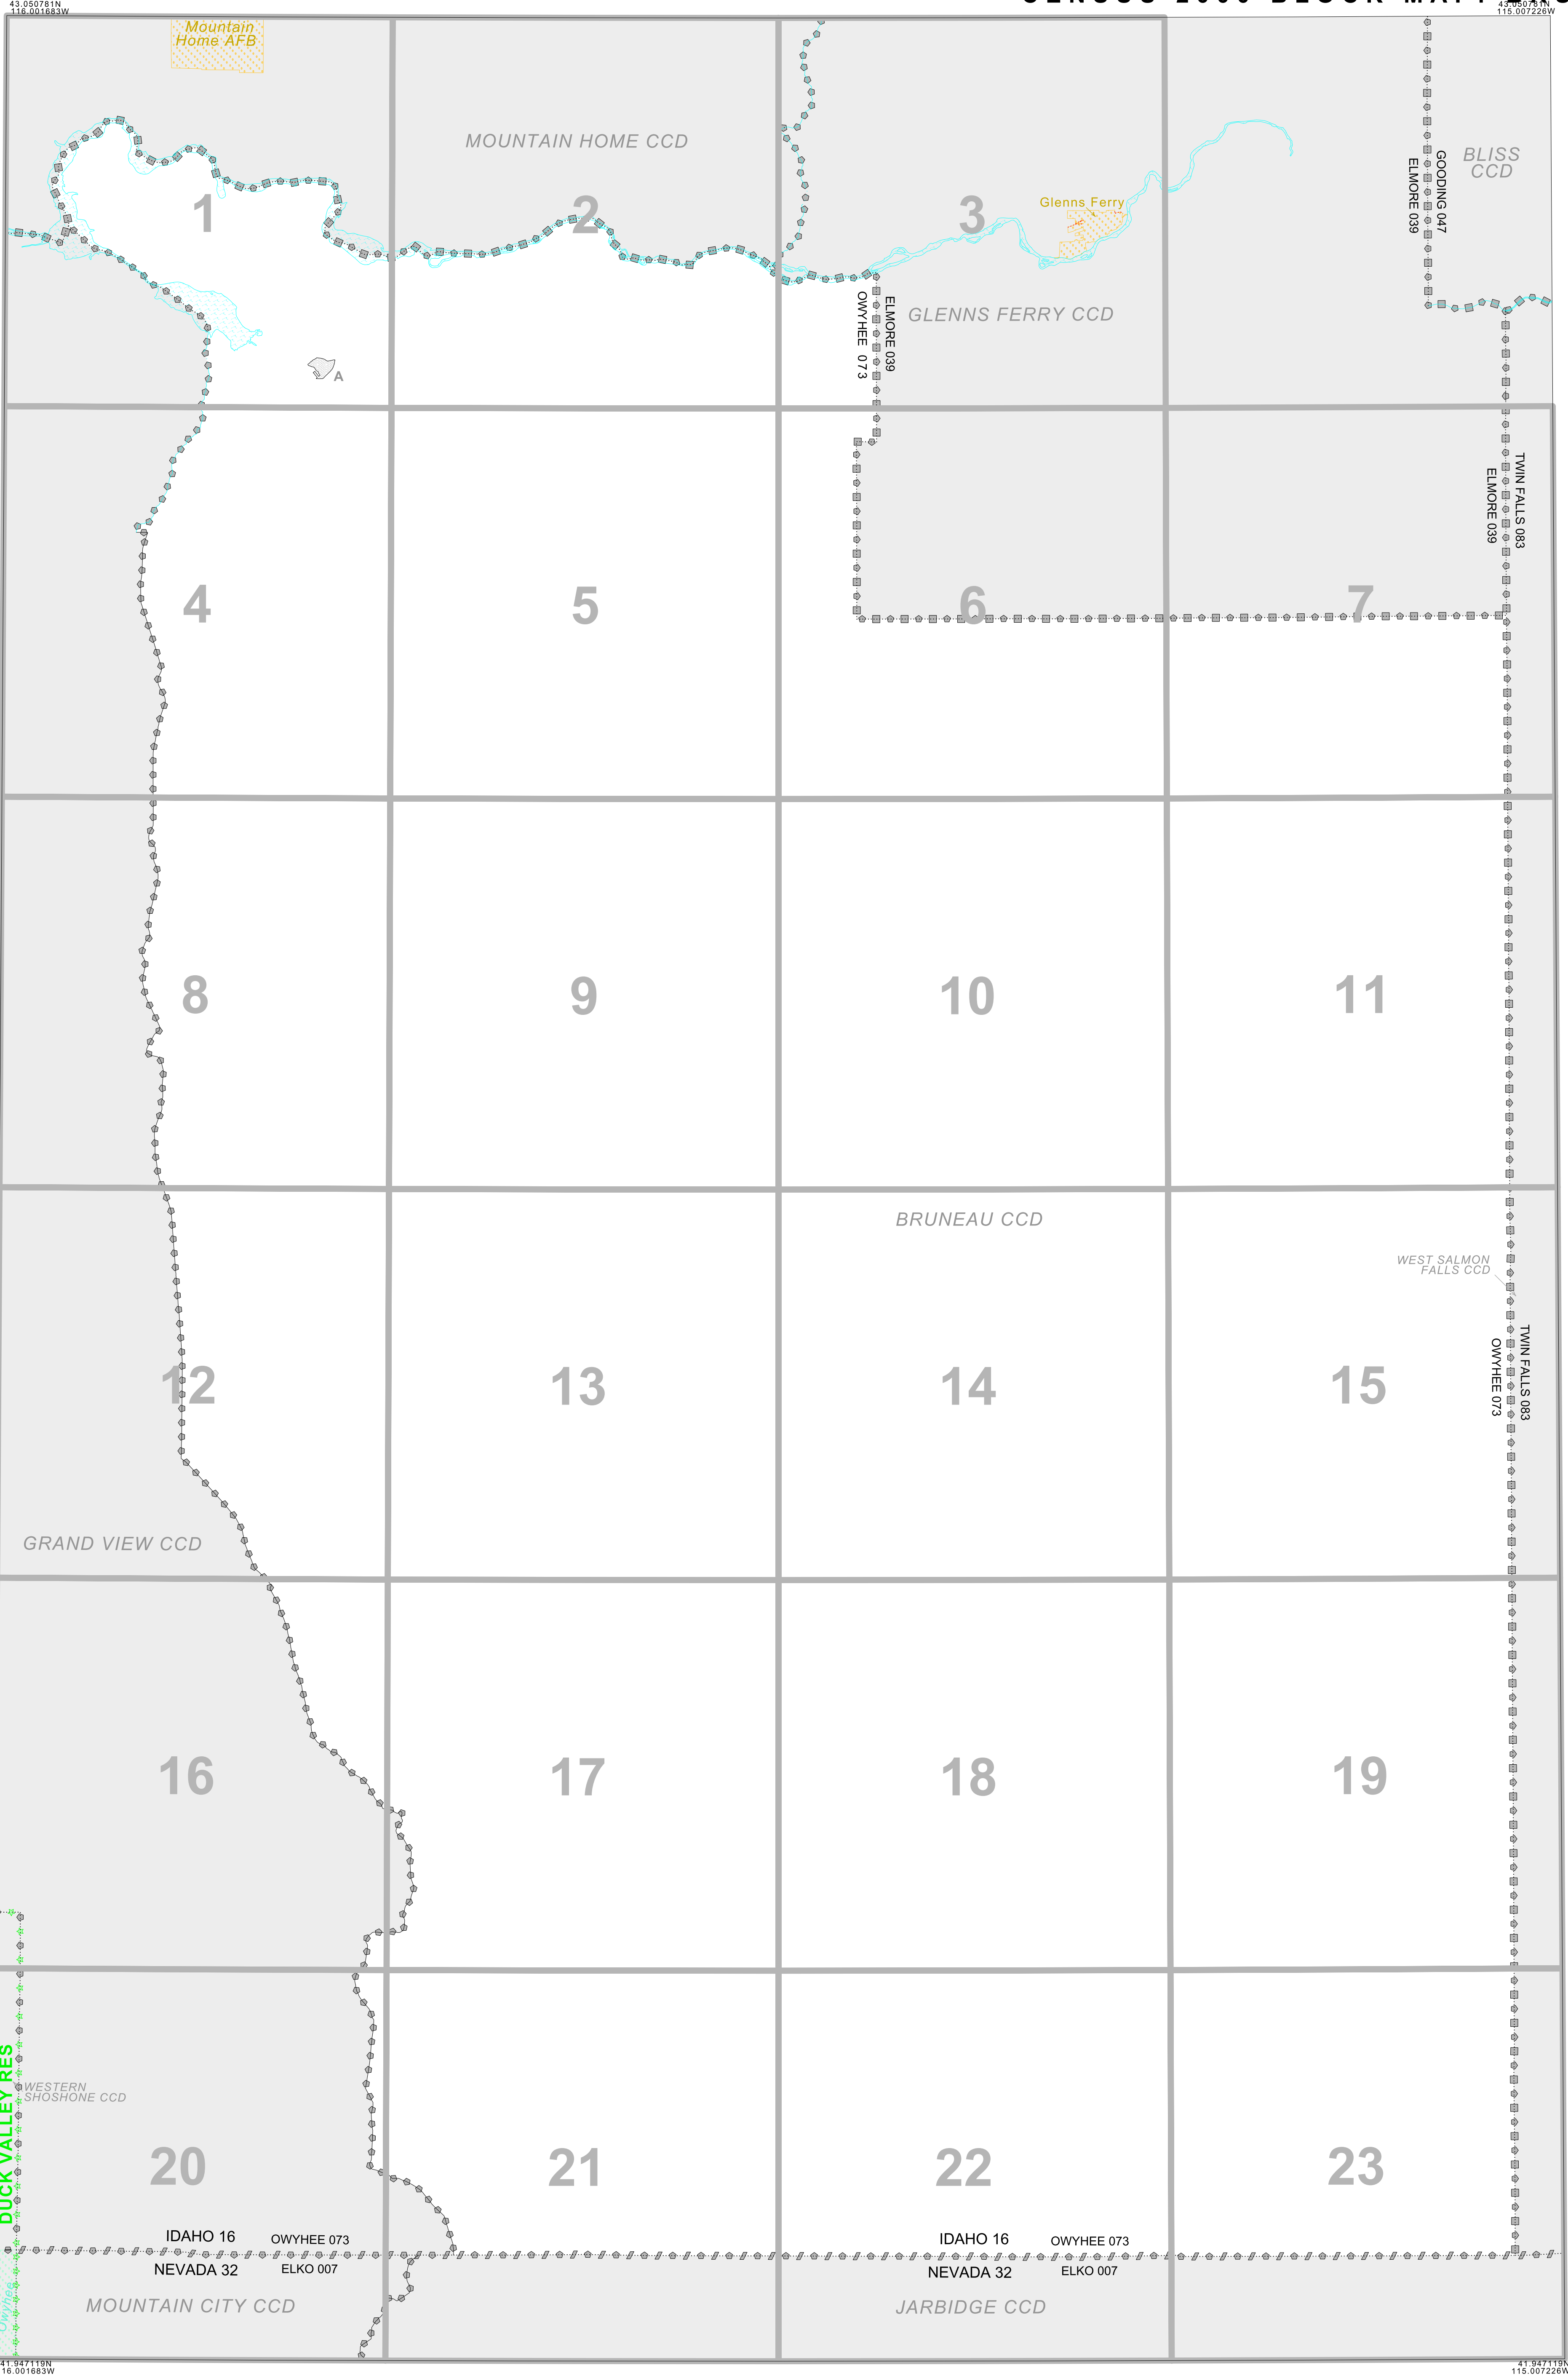 43.050781N
116.001683W
43.050781N
115.007226W
Mountain
Home AFB
MOUNTAIN HOME CCD
BLISS
CCD
GOODING 047
ELMORE 039
1
2
3
Glenns Ferry
ELMORE 039
OWYHEE 073
GLENNS FERRY CCD
A
TWIN FALLS 083
ELMORE 039
4
5
6
7
8
9
10
11
BRUNEAU CCD
WEST SALMON
FALLS CCD
TWIN FALLS 083
OWYHEE 073
12
13
14
15
GRAND VIEW CCD
16
17
18
19
DUCK VALLEY RES
WESTERN
SHOSHONE CCD
20
21
22
23
IDAHO 16 OWYHEE 073
NEVADA 32 ELKO 007
IDAHO 16 OWYHEE 073
NEVADA 32 ELKO 007
Owyhee
MOUNTAIN CITY CCD
JARBIDGE CCD
41.947119N
16.001683W
41.947119N
115.007226W